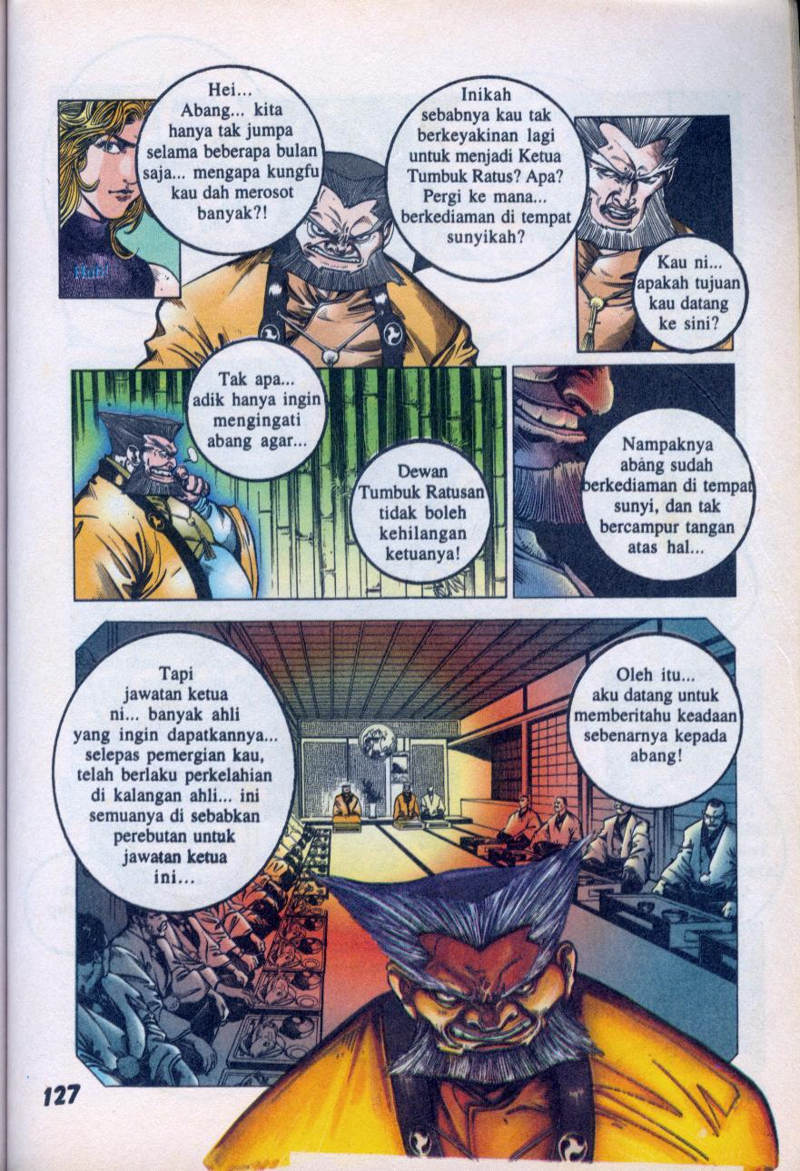 Hei...
Abang... kita
hanya tak jumpa
selama beberapa bulan
saja... mengapa kungfu
kau dah merosot
banyak?!
Huh!
Inikah
sebabnya kau tak
berkeyakinan lagi
untuk menjadi Ketua
Tumbuk Ratus? Apa?
Pergi ke mana...
berkediaman di tempat
sunyikah?
Kau ni...
apakah tujuan
kau datang
ke sini?
Tak apa...
adik hanya ingin
mengingati
abang agar...
Dewan
Tumbuk Ratusan
tidak boleh
kehilangan
ketuanya!
Nampaknya
abang sudah
berkediaman di tempat
sunyi, dan tak
bercampur tangan
atas hal...
Tapi
jawatan ketua
ni... banyak ahli
yang ingin dapatkannya...
selepas pemergian kau,
telah berlaku perkelahian
di kalangan ahli... ini
semuanya di sebabkan
perebutan untuk
jawatan ketua
ini...
Oleh itu...
aku datang untuk
memberitahu keadaan
sebenarnya kepada
abang!
127